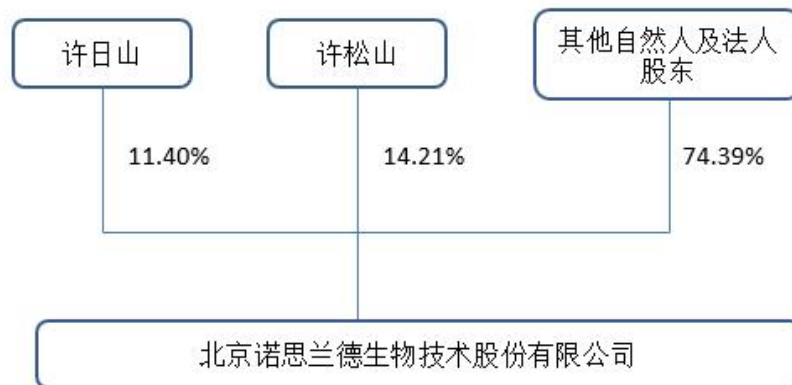 许日山
许松山
其他自然人及法人
股东
11.40%
14.21%
74.39%
北京诺思兰德生物技术股份有限公司